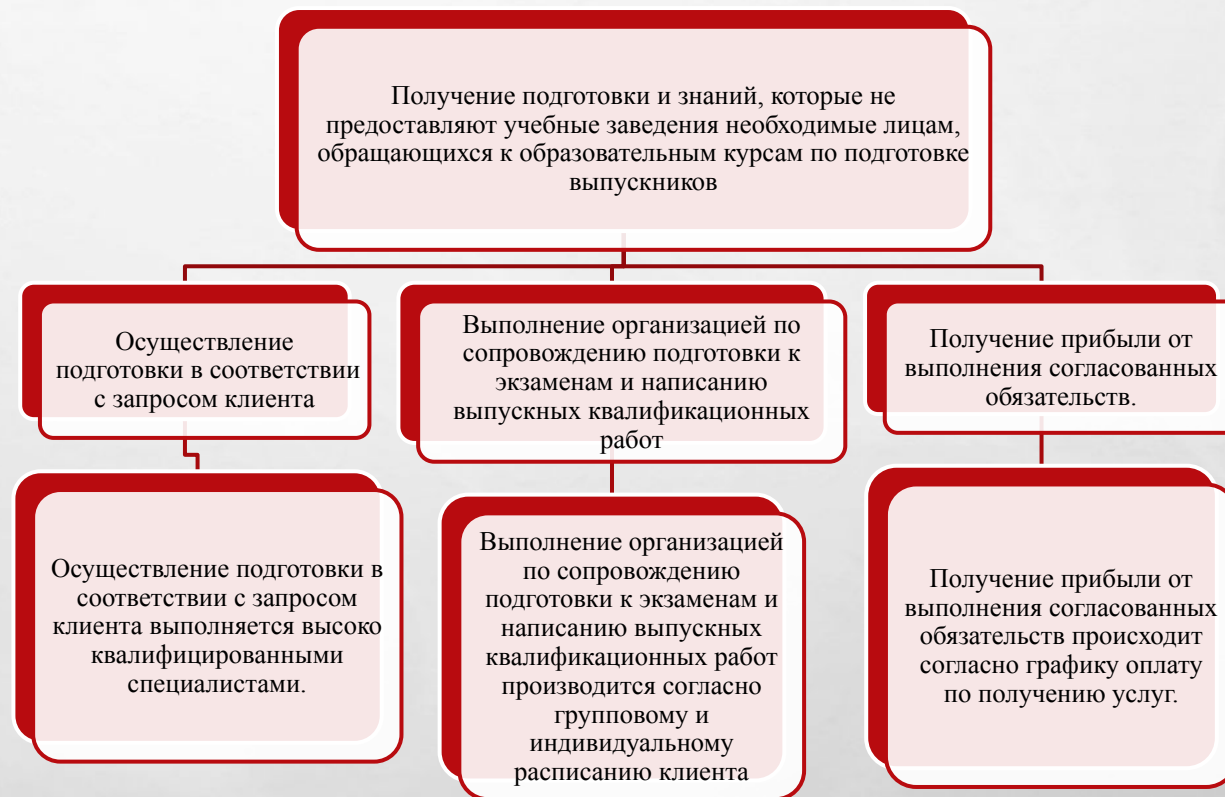 Получение подготовки и знаний, которые не
предоставляют учебные заведения необходимые лицам,
обращающихся к образовательным курсам по подготовке
выпускников
Осуществление
подготовки в соответствии
с запросом клиента
Выполнение организацией по
сопровождению подготовки к
экзаменам и написанию
выпускных квалификационных
работ
Получение прибыли от
выполнения согласованных
обязательств.
Осуществление подготовки в
соответствии с запросом
клиента выполняется высоко
квалифицированными
специалистами.
Выполнение организацией
по сопровождению
подготовки к экзаменам и
написанию выпускных
квалификационных работ
производится согласно
групповому и
индивидуальному
расписанию клиента
Получение прибыли от
выполнения согласованных
обязательств происходит
согласно графику оплату
по получению услуг.